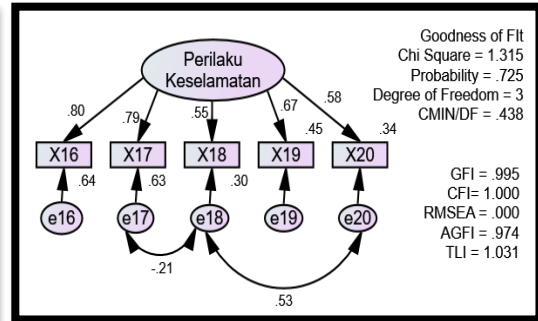 Goodness of FIt
Chi Square = 1.315
Probability = .725
Degree of Freedom = 3
CMIN/DF = .438
Perilaku
Keselamatan
.80
.79
.55
.67
.58
.45
.34
X16
X17
X18
X19
X20
.64
.63
.30
GFI = .995
CFI= 1.000
RMSEA = .000
AGFI = .974
TLI = 1.031
e16
e17
e18
e19
e20
-.21
.53